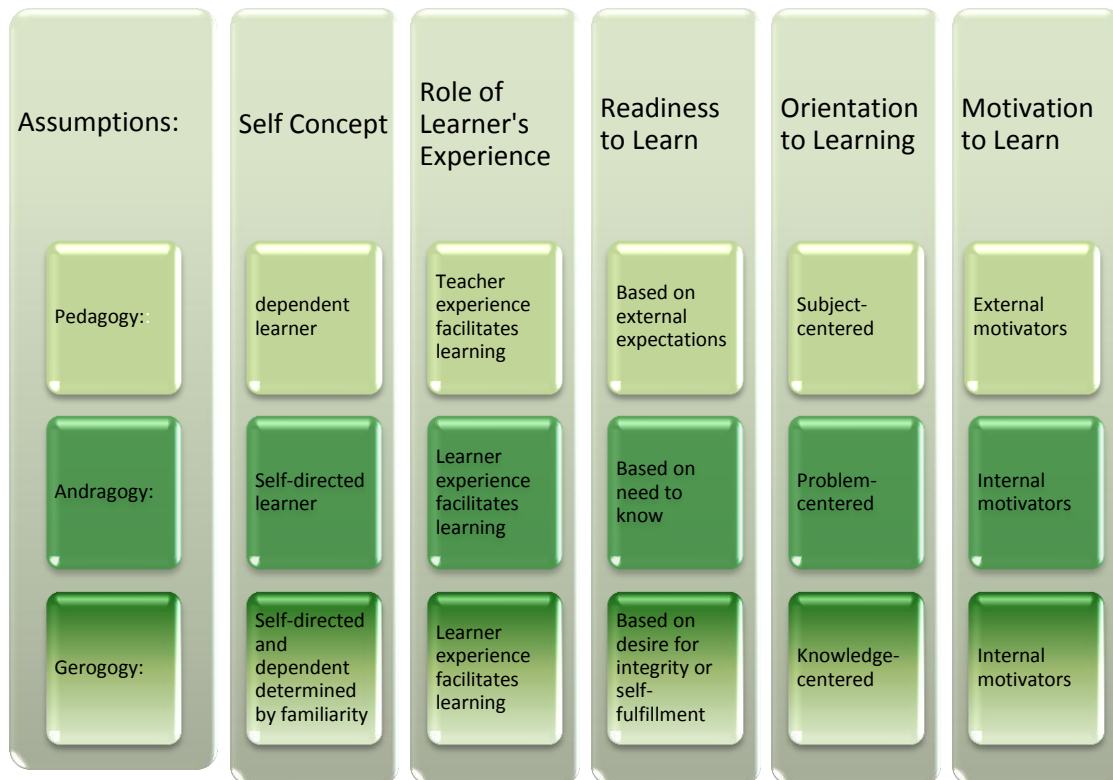 Assumptions:
Self Concept
Role of
Learner's
Experience
Readiness
to Learn
Orientation
to Learning
Motivation
to Learn
Pedagogy::
dependent
learner
Teacher
experience
facilitates
learning
Based on
external
expectations
Subject-
centered
External
motivators
Andragogy:
Self-directed
learner
Learner
experience
facilitates
learning
Based on
need to
know
Problem-
centered
Internal
motivators
Gerogogy:
Self-directed
and
dependent
determined
by familiarity
Learner
experience
facilitates
learning
Based on
desire for
integrity or
self-
fulfillment
Knowledge-
centered
Internal
motivators